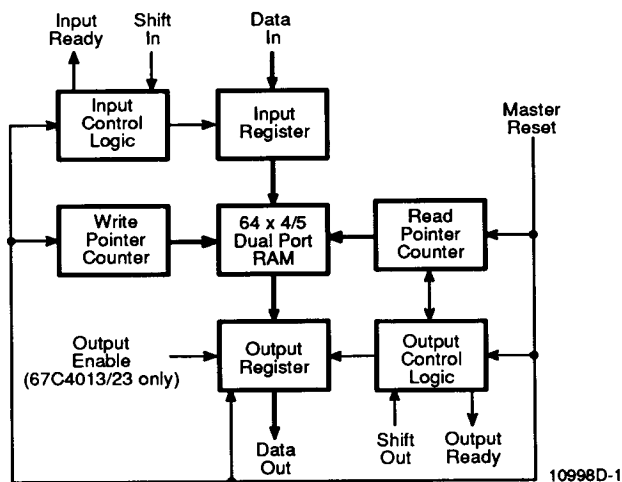 Input
Ready
Shift
In
Data
In
Input
Control
Logic
Input
Register
Master
Reset
Write
Pointer
Counter
64 x 4/5
Dual Port
RAM
Read
Pointer
Counter
Output
Enable
(67C4013/23 only)
Output
Register
Output
Control
Logic
Data
Out
Shift
Out
Output
Ready
10998D-1